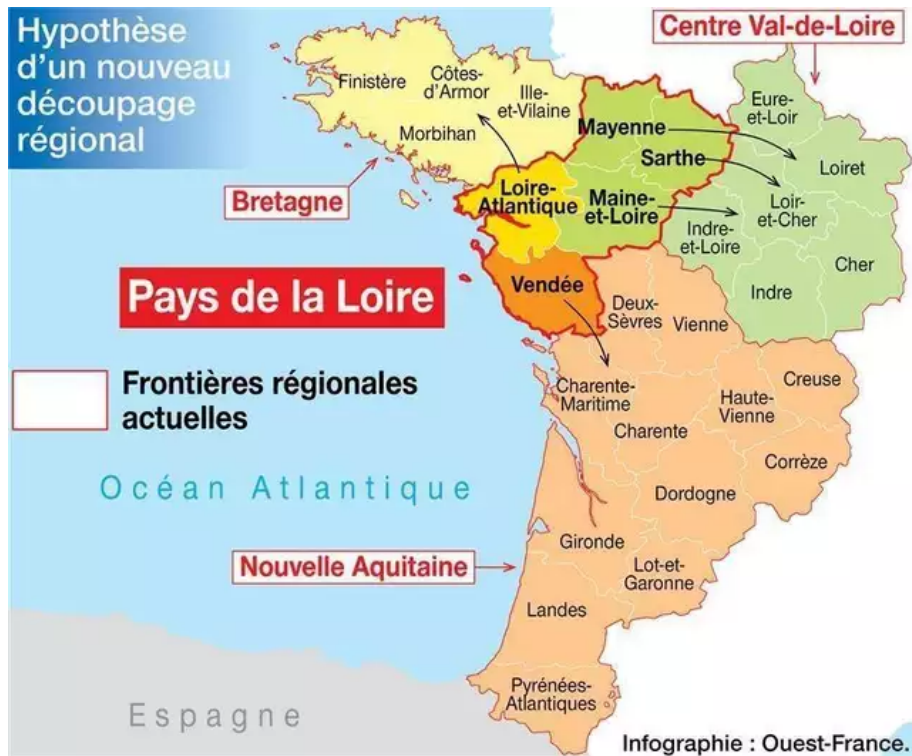 Hypothèse
d'un nouveau
découpage
régional
Centre Val-de-Loire
Finistère
Côtes-
d'Armor
Ille-
et-Vilaine
Morbihan
Eure-
et-Loir
Mayenne
Sarthe
Loiret
Bretagne
Loire-
Atlantique
Maine-
et-Loire
Loir-
et-Cher
Indre-
et-Loire
Cher
Indre
Pays de la Loire
Vendée
Deux-
Sèvres
Vienne
Frontières régionales
actuelles
Charente-
Maritime
Haute-
Vienne
Creuse
Charente
Corrèze
Océan Atlantique
Dordogne
Gironde
Nouvelle Aquitaine
Lot-et-
Garonne
Landes
Pyrénées-
Atlantiques
Espagne
Infographie : Ouest-France.